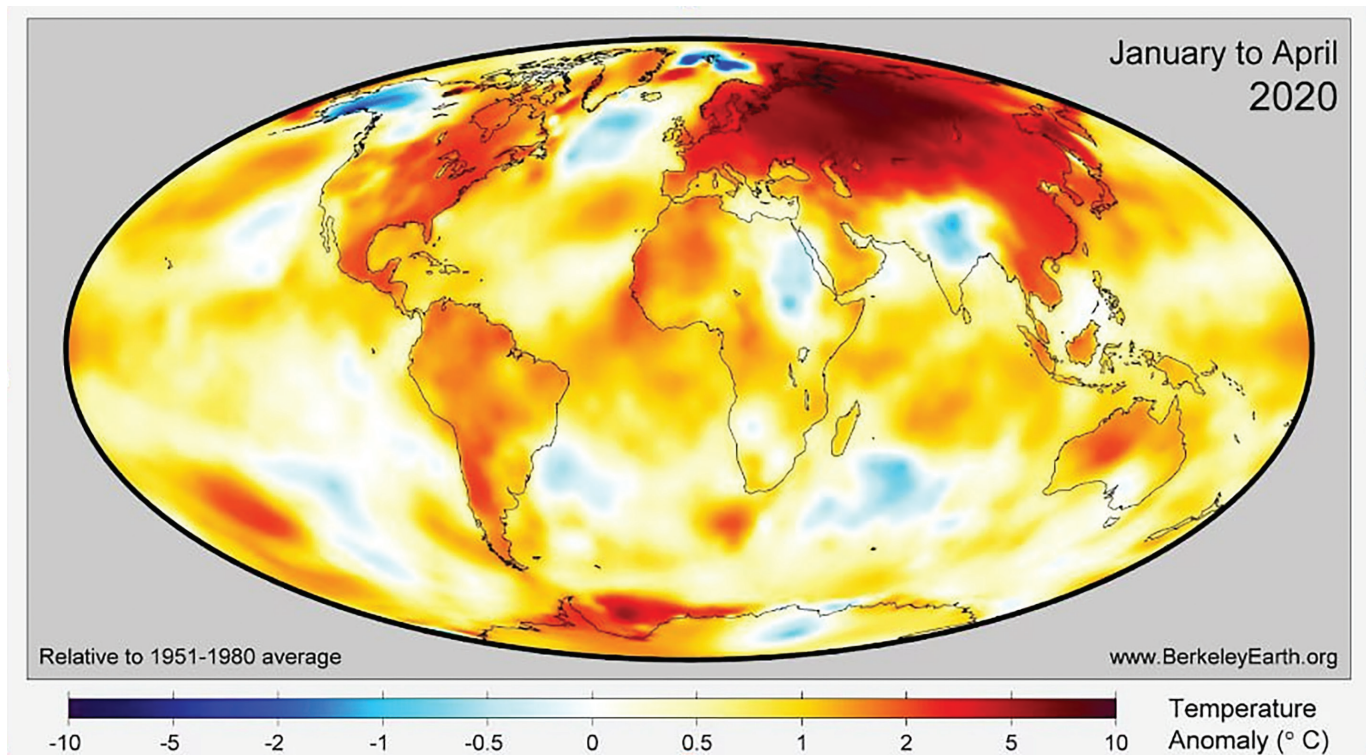 January to April
2020
Relative to 1951-1980 average
www.BerkeleyEarth.org
-10 -5 -2 -1 -0.5 0 0.5 1 2 5 10
Temperature
Anomaly (° C)